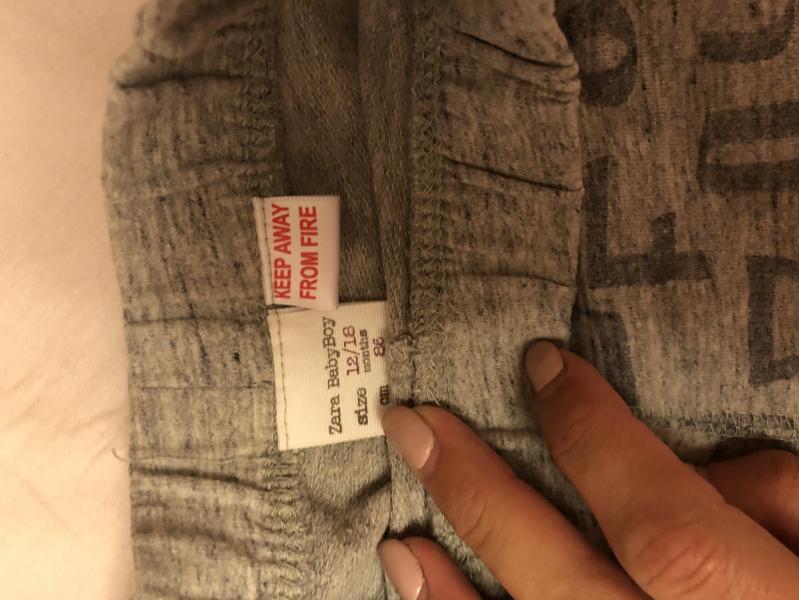 KEEP AWAY
FROM FIRE
Zara BabyBoy
size 12/18
months
cm 86